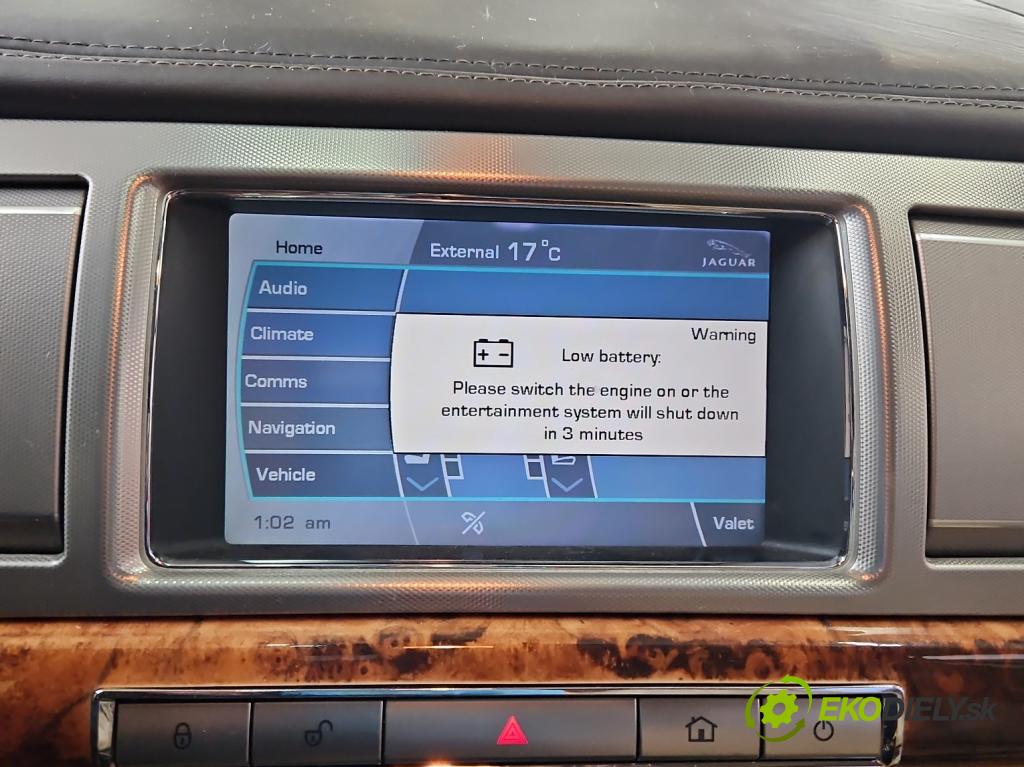 Home
External 17°C
JAGUAR
Audio
Climate
Comms
Navigation
Vehicle
Warning
Low battery:
Please switch the engine on or the
entertainment system will shut down
in 3 minutes
1:02 am
Valet
EKODIELY.sk